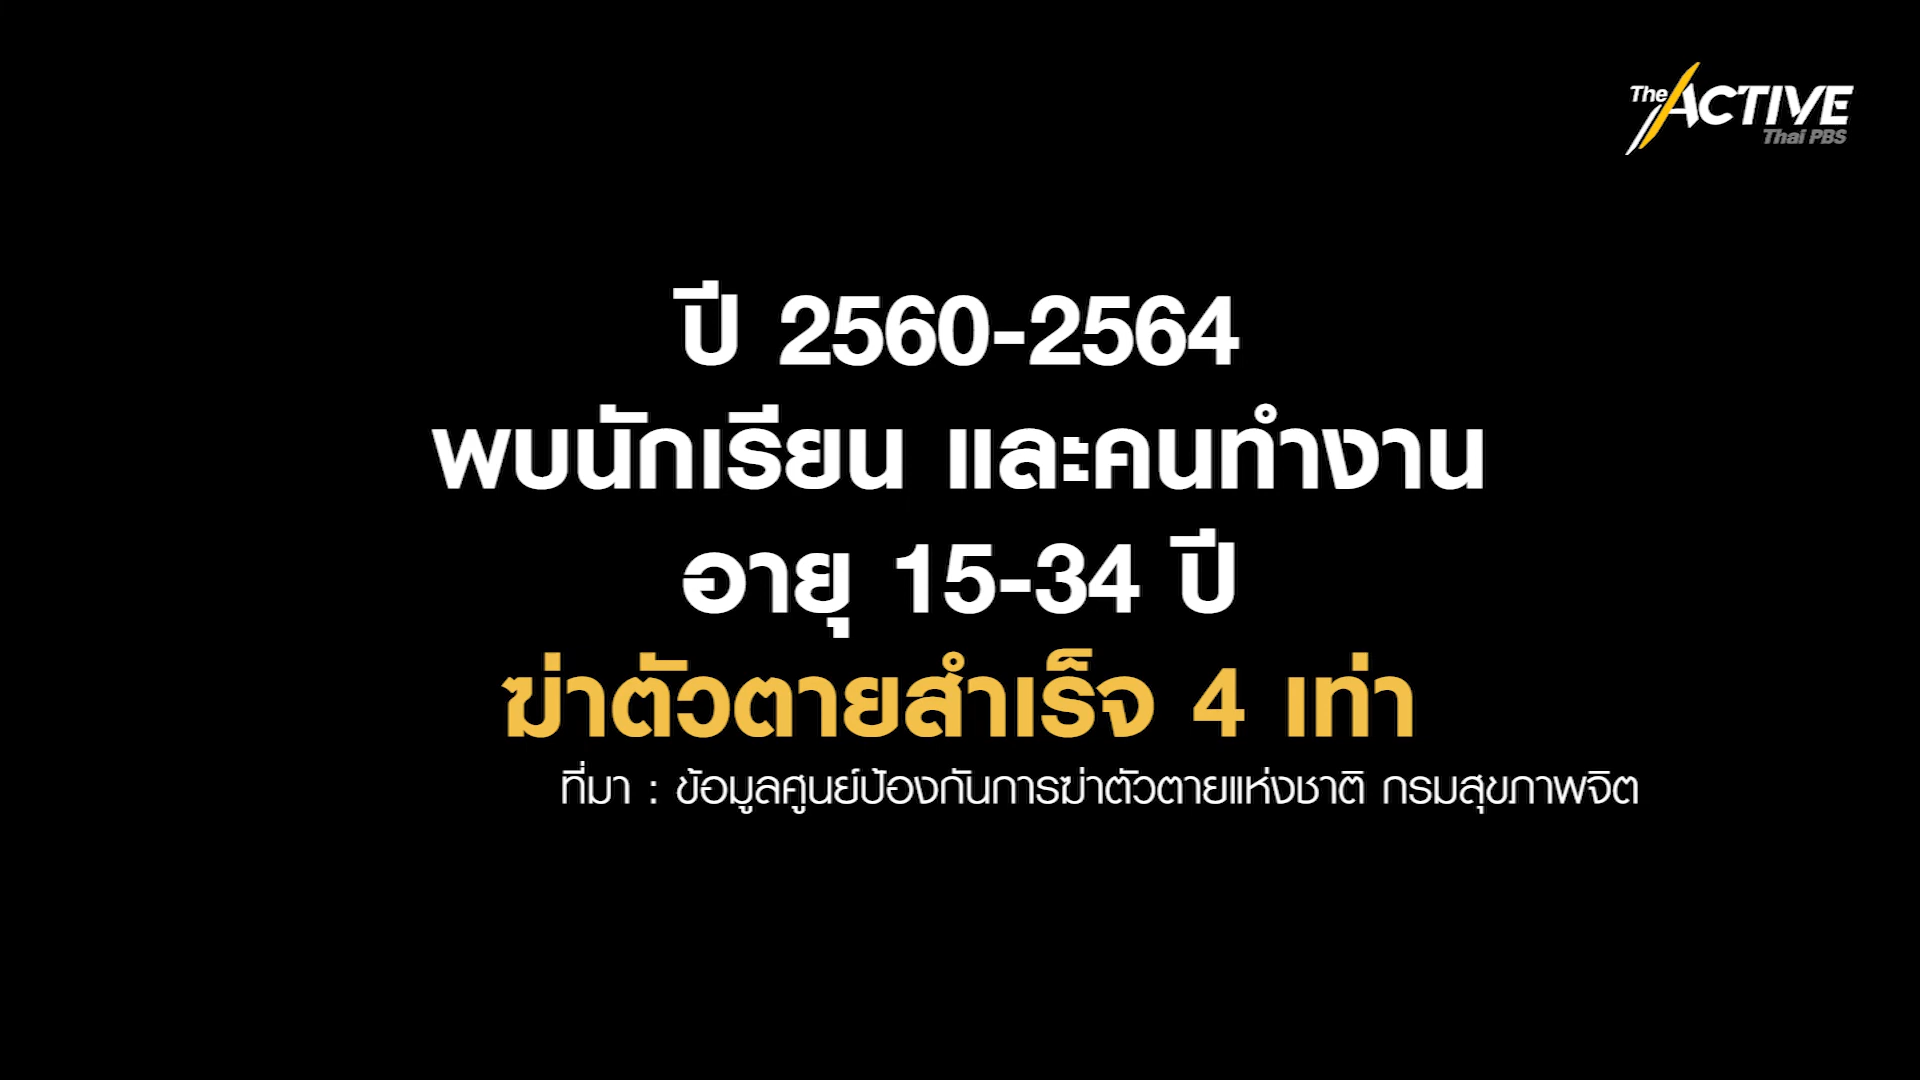 The ACTIVE
Thai PBS
ปี 2560-2564
พบนักเรียน และคนทำงาน
อายุ 15-34 ปี
ฆ่าตัวตายสำเร็จ 4 เท่า
ที่มา : ข้อมูลศูนย์ป้องกันการฆ่าตัวตายแห่งชาติ กรมสุขภาพจิต